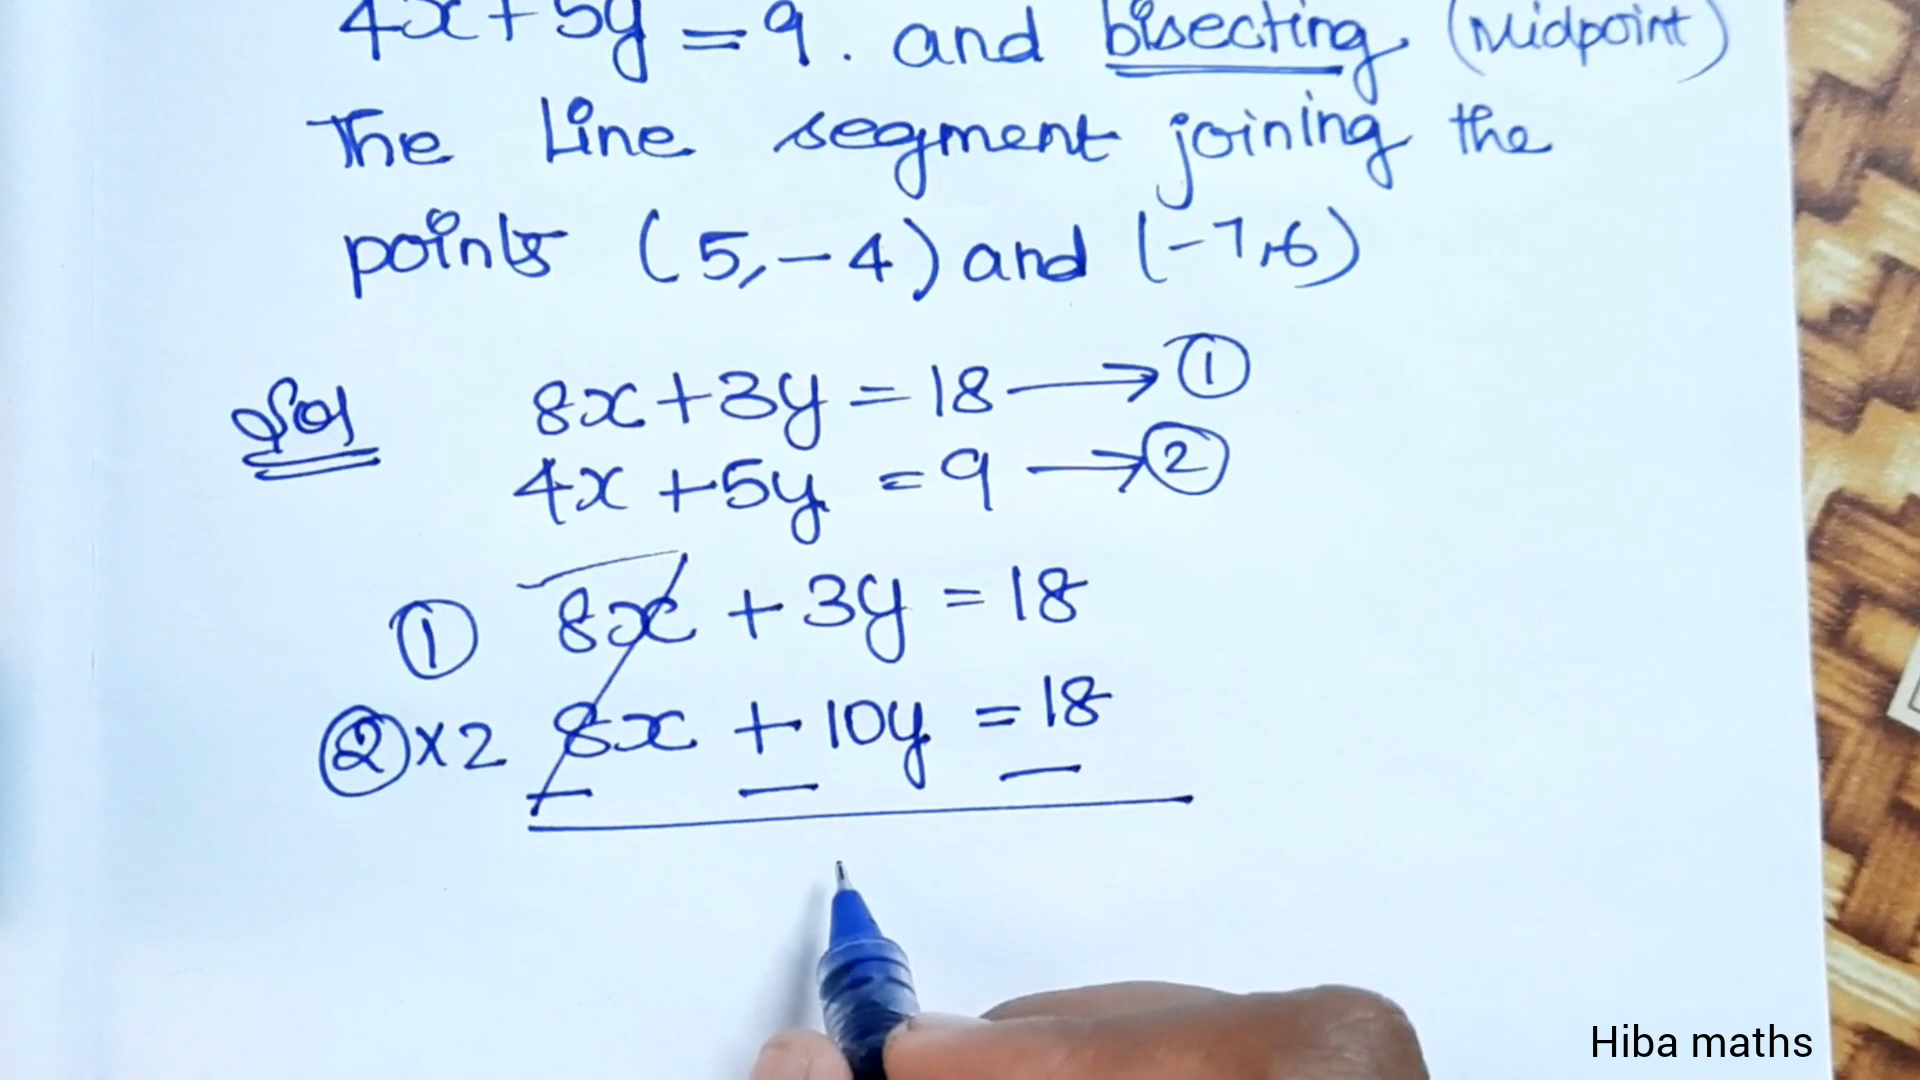 4x+5y=9. and bisecting (Midpoint)
The Line segment joining the
points (5,-4) and (-7,6)
Sol 8x+3y=18 → ①
4x+5y=9 → ②
① 8x + 3y = 18
②×2 8x + 10y = 18
— — —
Hiba maths